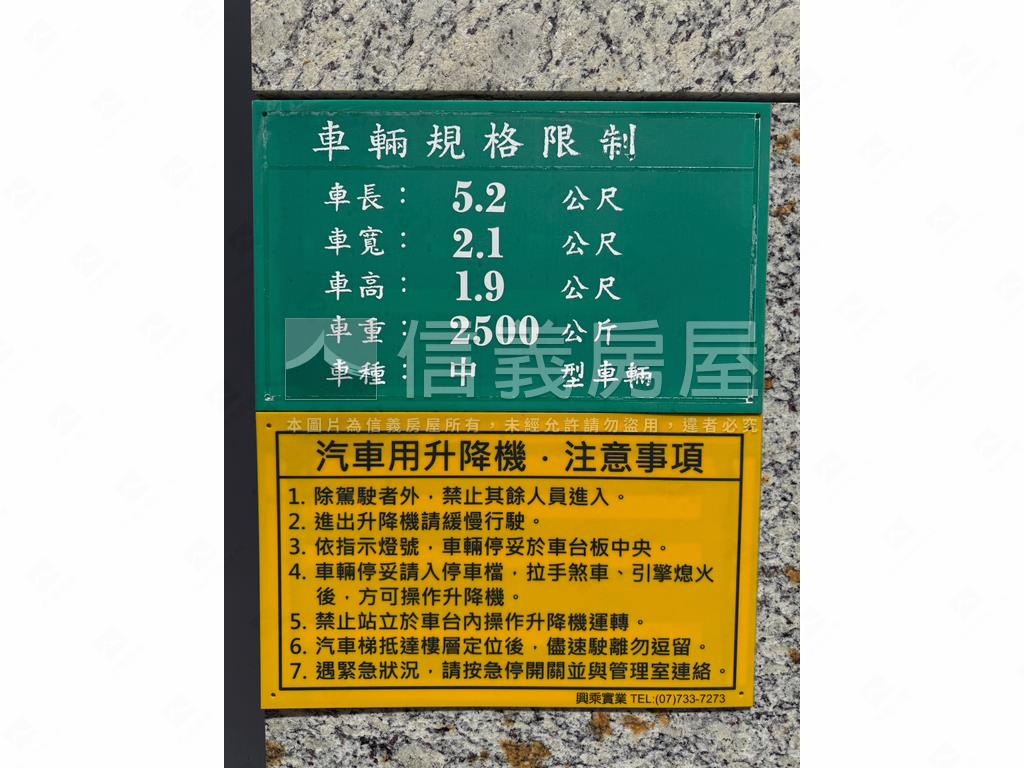 車輛規格限制
車長： 5.2 公尺
車寬： 2.1 公尺
車高： 1.9 公尺
車重： 2500 公斤
車種： 中 型車輛
信義房屋
本圖片為信義房屋所有，未經允許請勿盜用，違者必究
汽車用升降機．注意事項
1. 除駕駛者外，禁止其餘人員進入。
2. 進出升降機請緩慢行駛。
3. 依指示燈號，車輛停妥於車台板中央。
4. 車輛停妥請入停車檔，拉手煞車、引擎熄火
後，方可操作升降機。
5. 禁止站立於車台內操作升降機運轉。
6. 汽車梯抵達樓層定位後，儘速駛離勿逗留。
7. 遇緊急狀況，請按急停開關並與管理室連絡。
興乘實業 TEL:(07)733-7273